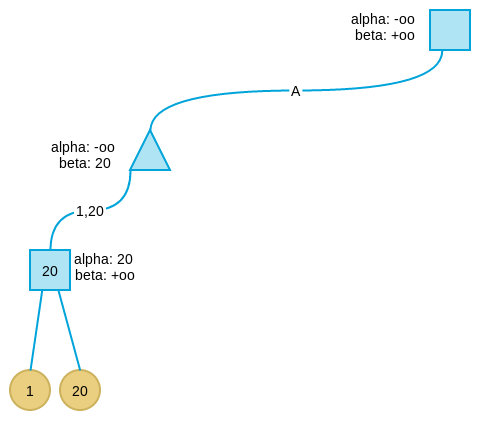 alpha: -oo
beta: +oo
A
alpha: -oo
beta: 20
1,20
20
alpha: 20
beta: +oo
1
20